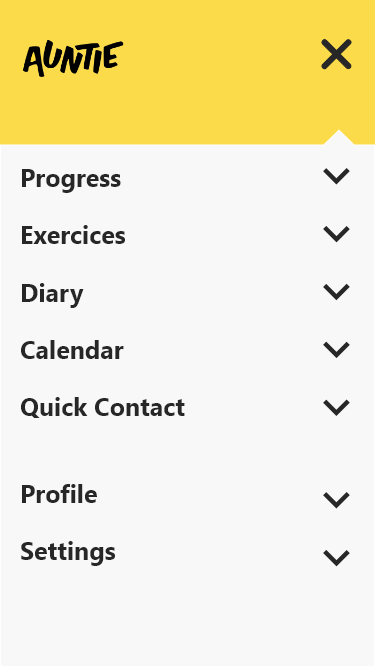 AUNTIE
Progress
Exercices
Diary
Calendar
Quick Contact
Profile
Settings